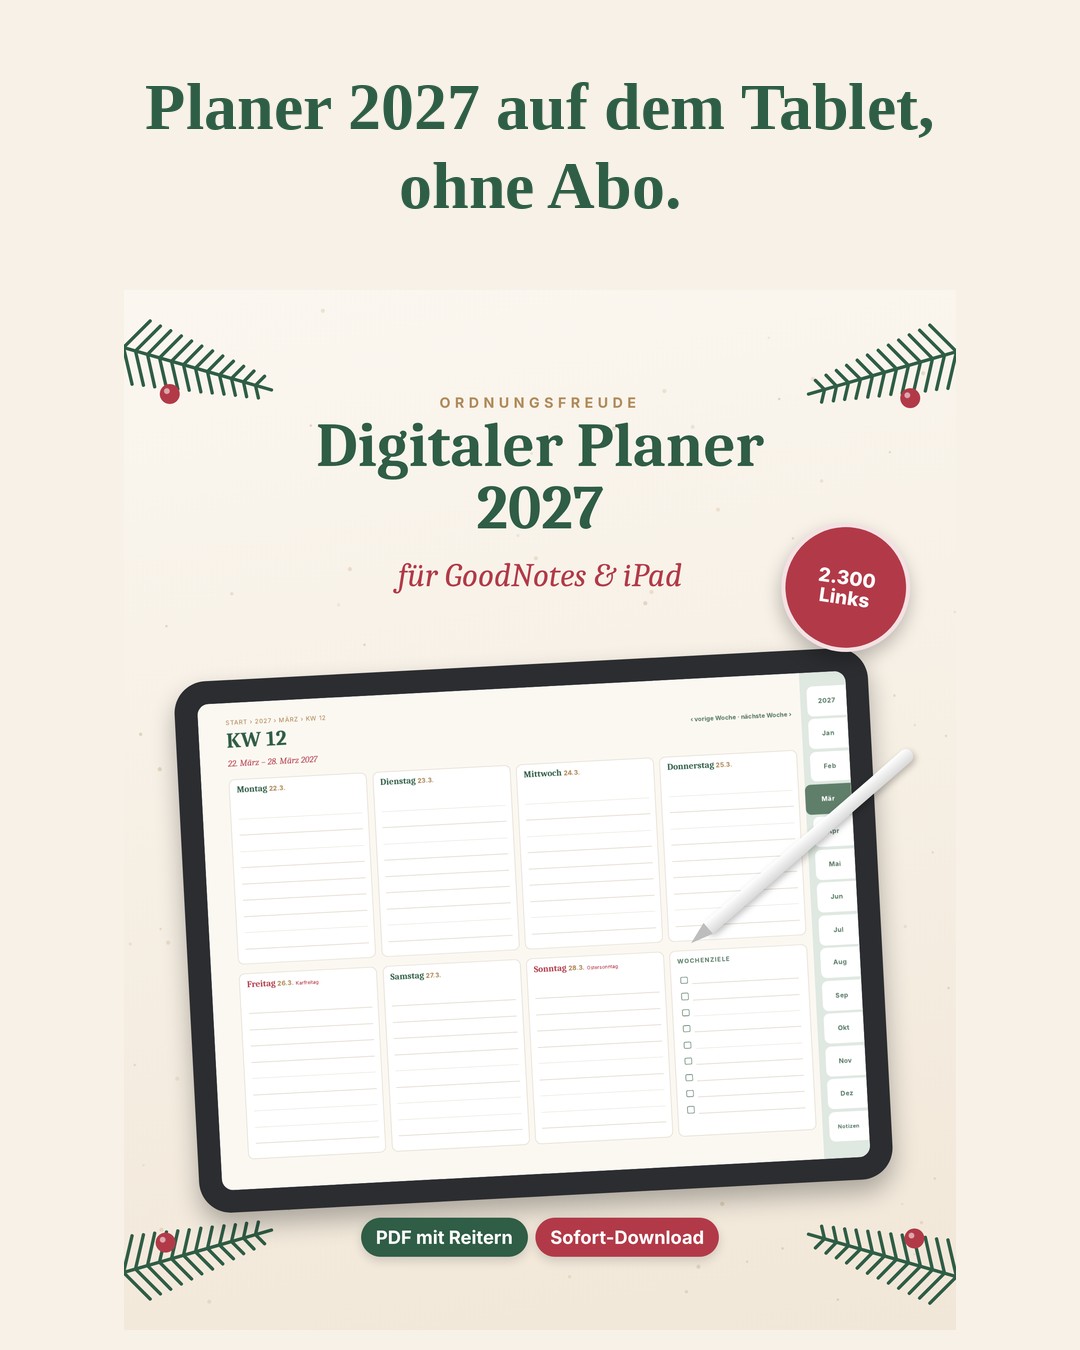 Planer 2027 auf dem Tablet,
ohne Abo.
ORDNUNGSFREUDE
Digitaler Planer
2027
für GoodNotes & iPad
2.300
Links
START › 2027 › MÄRZ › KW 12
KW 12
22. März – 28. März 2027
‹ vorige Woche · nächste Woche ›
Montag 22.3.
Dienstag 23.3.
Mittwoch 24.3.
Donnerstag 25.3.
Freitag 26.3. Karfreitag
Samstag 27.3.
Sonntag 28.3. Ostersonntag
WOCHENZIELE
2027
Jan
Feb
Mär
Mai
Jun
Jul
Aug
Sep
Okt
Nov
Dez
Notizen
PDF mit Reitern
Sofort-Download